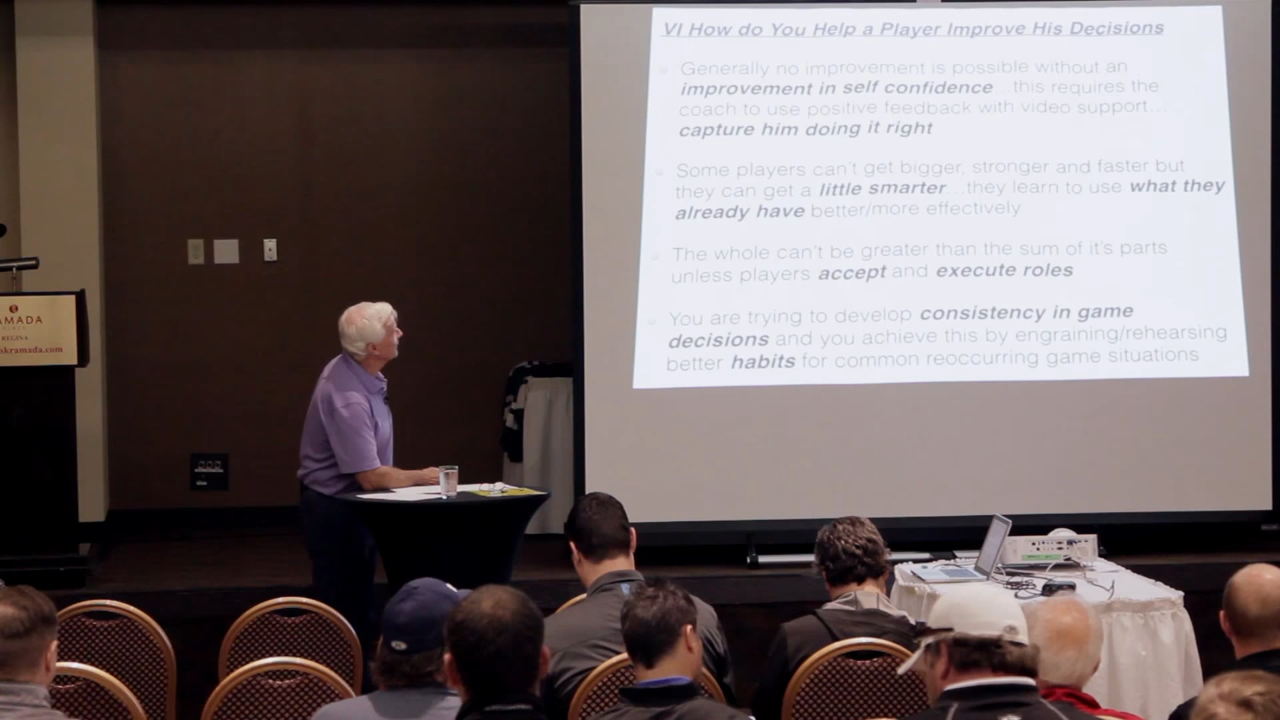 VI How do You Help a Player Improve His Decisions
Generally no improvement is possible without an
improvement in self confidence...this requires the
coach to use positive feedback with video support...
capture him doing it right
Some players can't get bigger, stronger and faster but
they can get a little smarter...they learn to use what they
already have better/more effectively
The whole can't be greater than the sum of it's parts
unless players accept and execute roles
You are trying to develop consistency in game
decisions and you achieve this by engraining/rehearsing
better habits for common reoccurring game situations
AMADA
REGINA
okramada.com